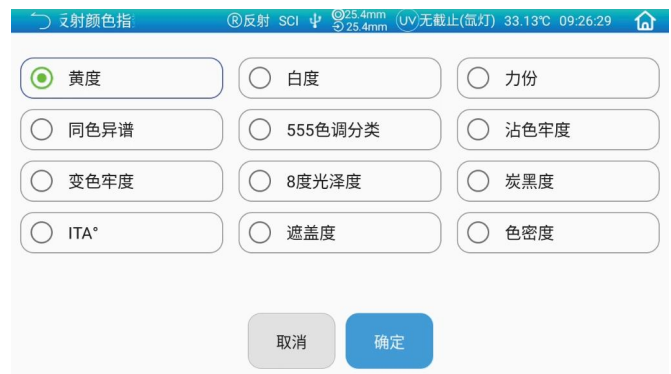 反射颜色指
Ⓡ反射 SCI 25.4mm 25.4mm UV无截止(氙灯) 33.13℃ 09:26:29
黄度 白度 力份
同色异谱 555色调分类 沾色牢度
变色牢度 8度光泽度 炭黑度
ITA° 遮盖度 色密度
取消 确定